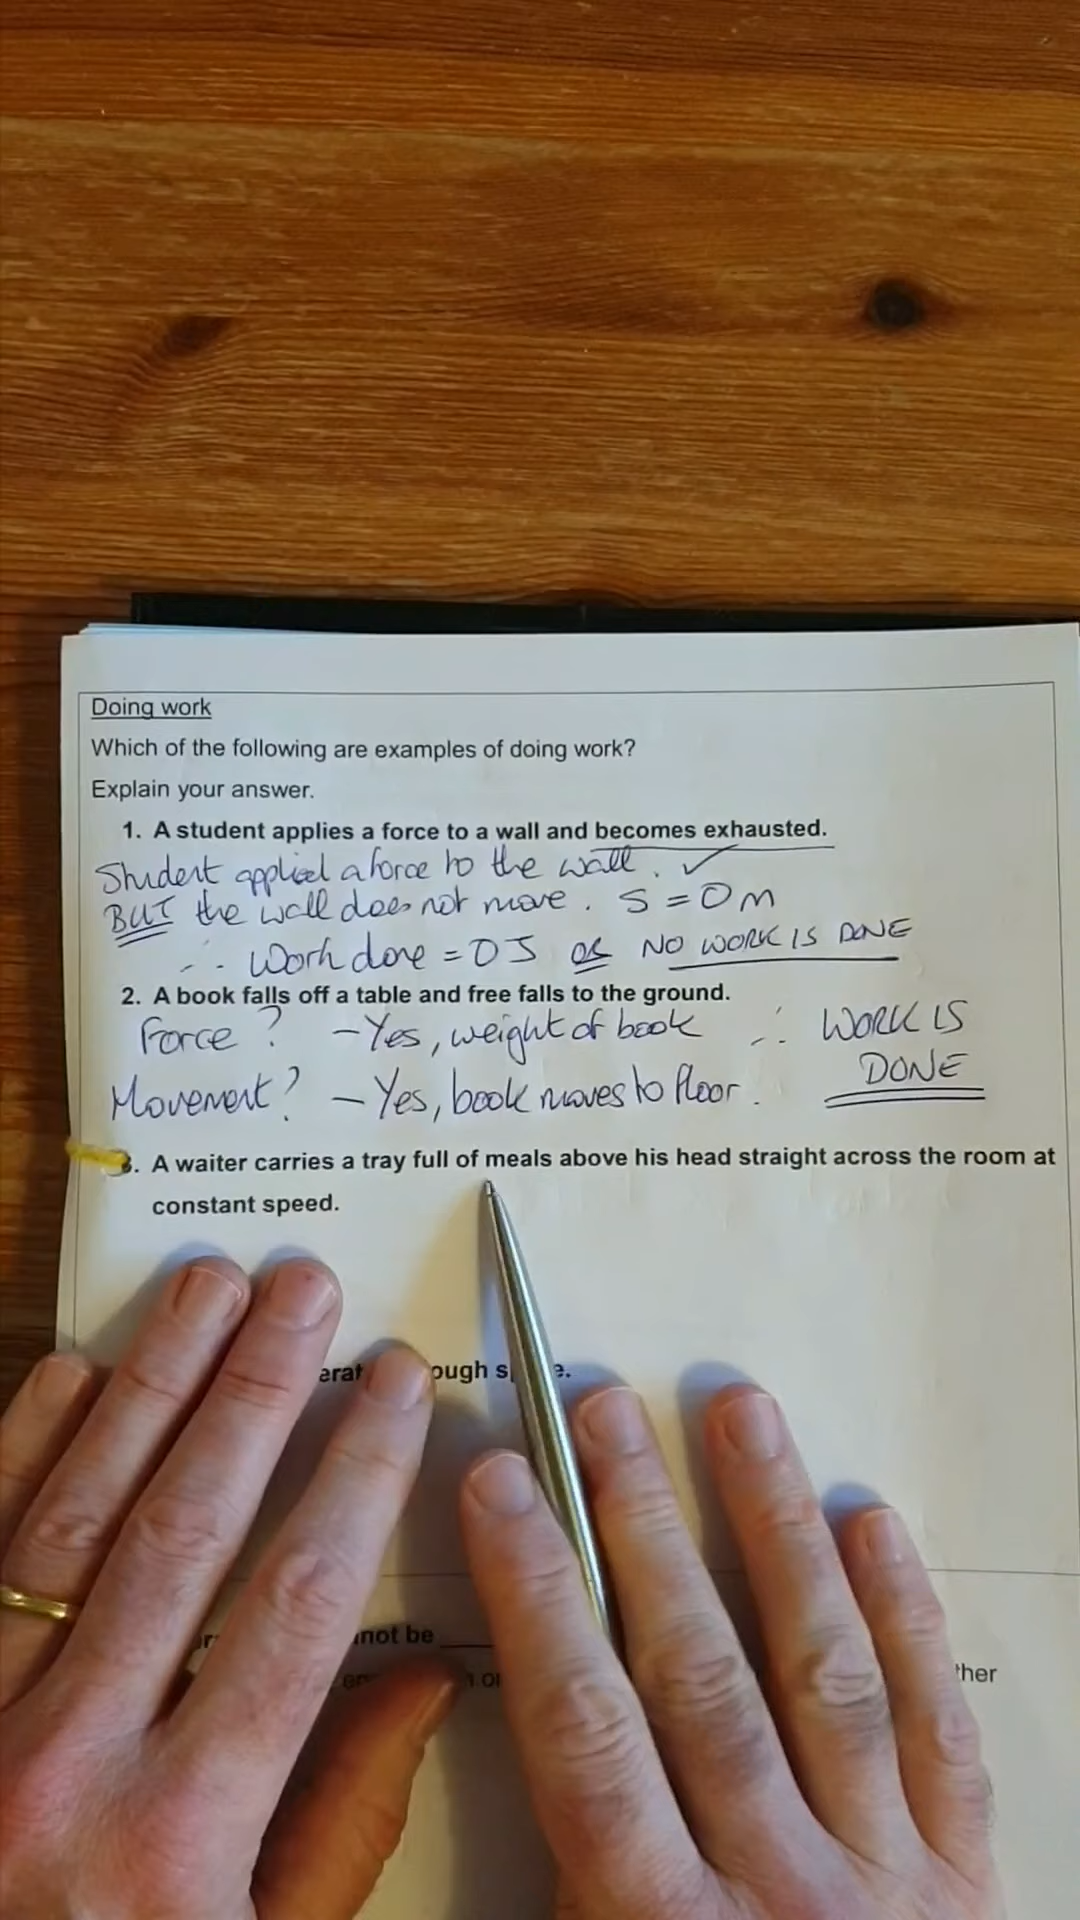 Doing work
Which of the following are examples of doing work?
Explain your answer.
1. A student applies a force to a wall and becomes exhausted.
Student applied a force to the wall. ✓
BUT the wall does not move. S = 0 m
∴ Work done = 0 J OR NO WORK IS DONE
2. A book falls off a table and free falls to the ground.
Force? - Yes, weight of book ∴ WORK IS
DONE
Movement? - Yes, book moves to floor.
3. A waiter carries a tray full of meals above his head straight across the room at
constant speed.
not be